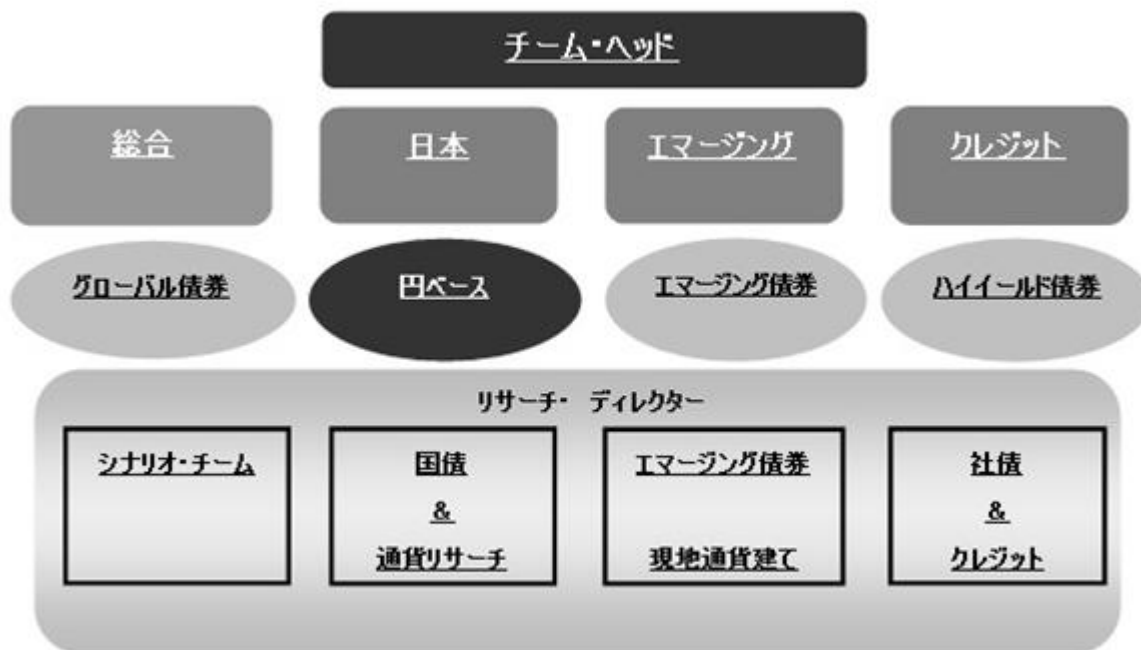 チーム・ヘッド
総合
日本
エマージング
クレジット
グローバル債券
円ベース
エマージング債券
ハイイールド債券
リサーチ・ ディレクター
シナリオ・チーム
国債
&
通貨リサーチ
エマージング債券
現地通貨建て
社債
&
クレジット